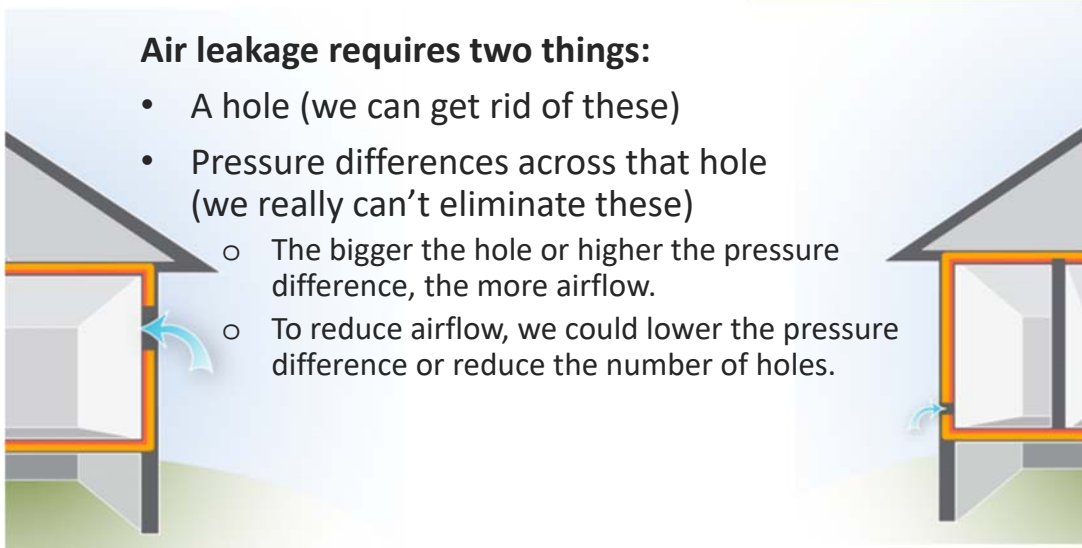 Air leakage requires two things:
• A hole (we can get rid of these)
• Pressure differences across that hole
(we really can’t eliminate these)
o The bigger the hole or higher the pressure
difference, the more airflow.
o To reduce airflow, we could lower the pressure
difference or reduce the number of holes.